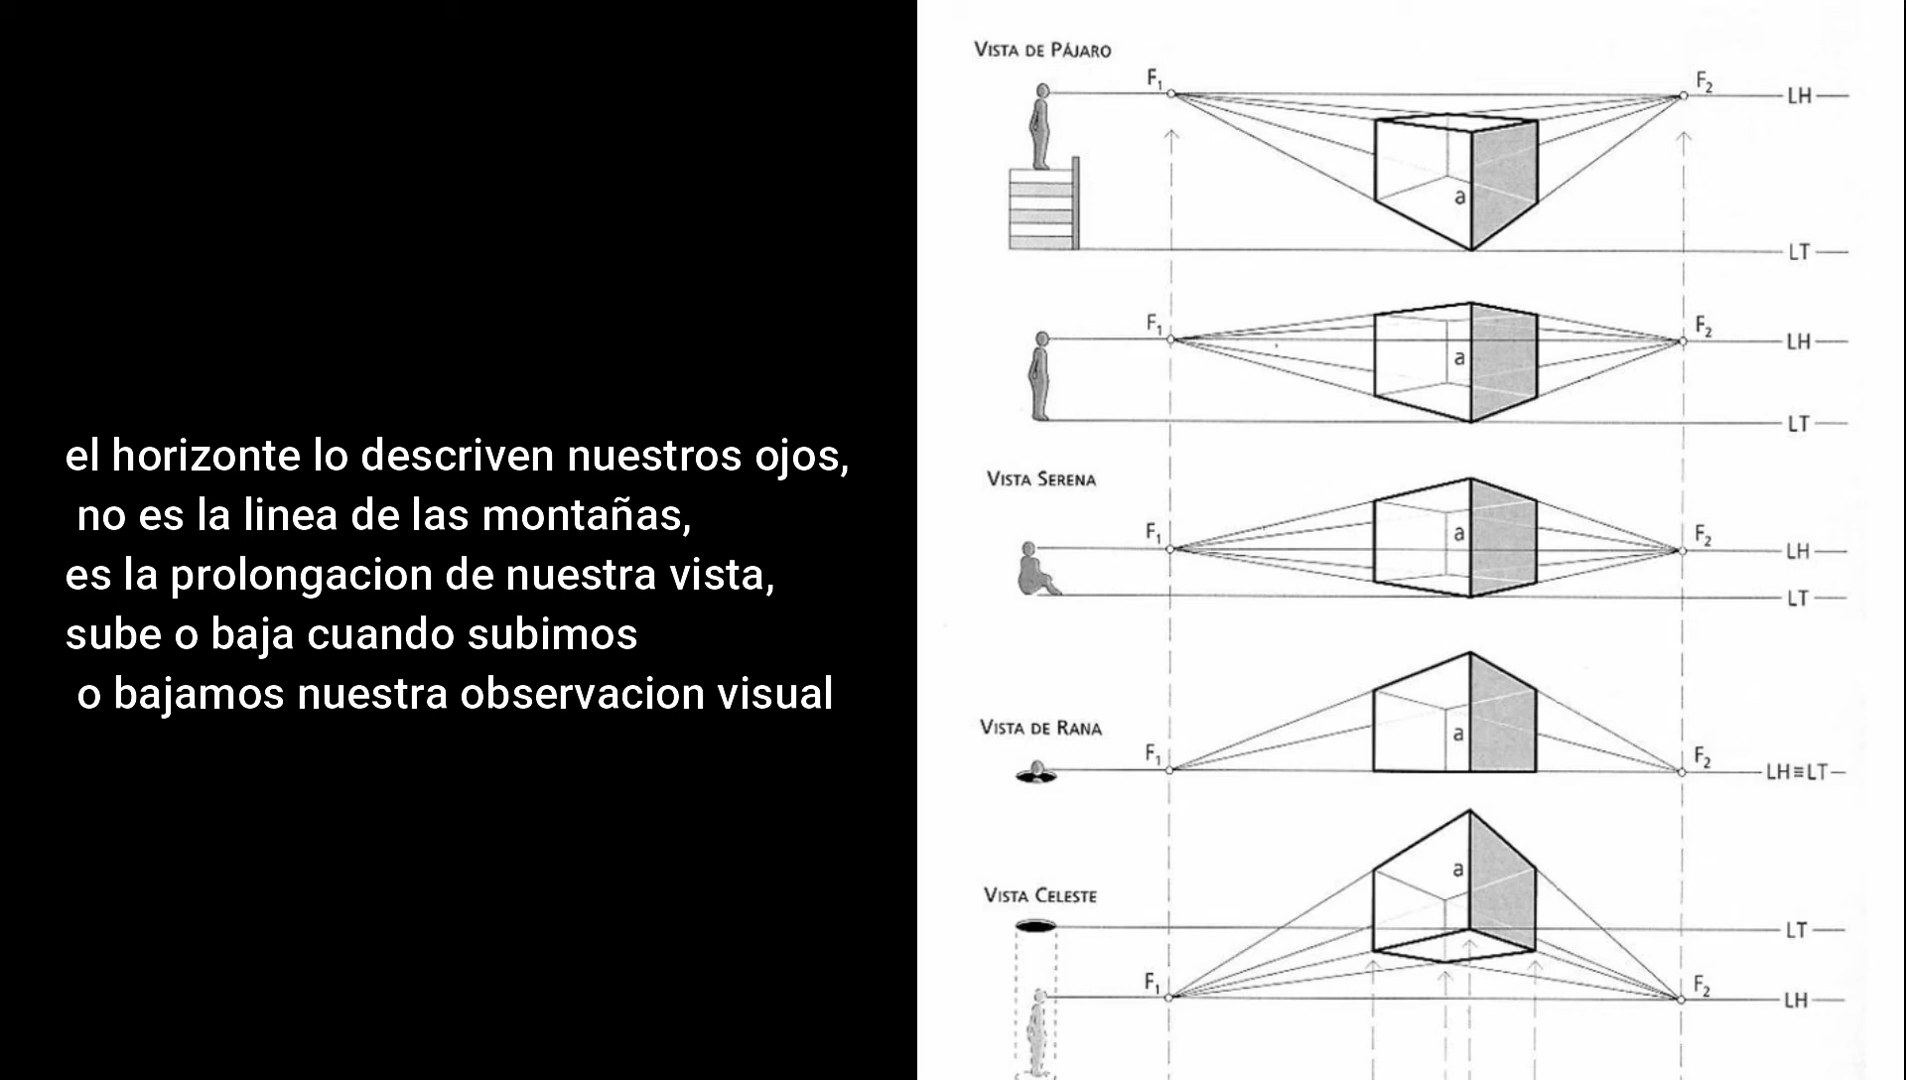 el horizonte lo descriven nuestros ojos,
no es la linea de las montañas,
es la prolongacion de nuestra vista,
sube o baja cuando subimos
o bajamos nuestra observacion visual
VISTA DE PÁJARO
F1 F2 LH
a
LT
F1 F2 LH
a
LT
VISTA SERENA
F1 F2 LH
a
LT
VISTA DE RANA
a
F1 F2 LH≡LT
a
VISTA CELESTE
LT
F1 F2 LH